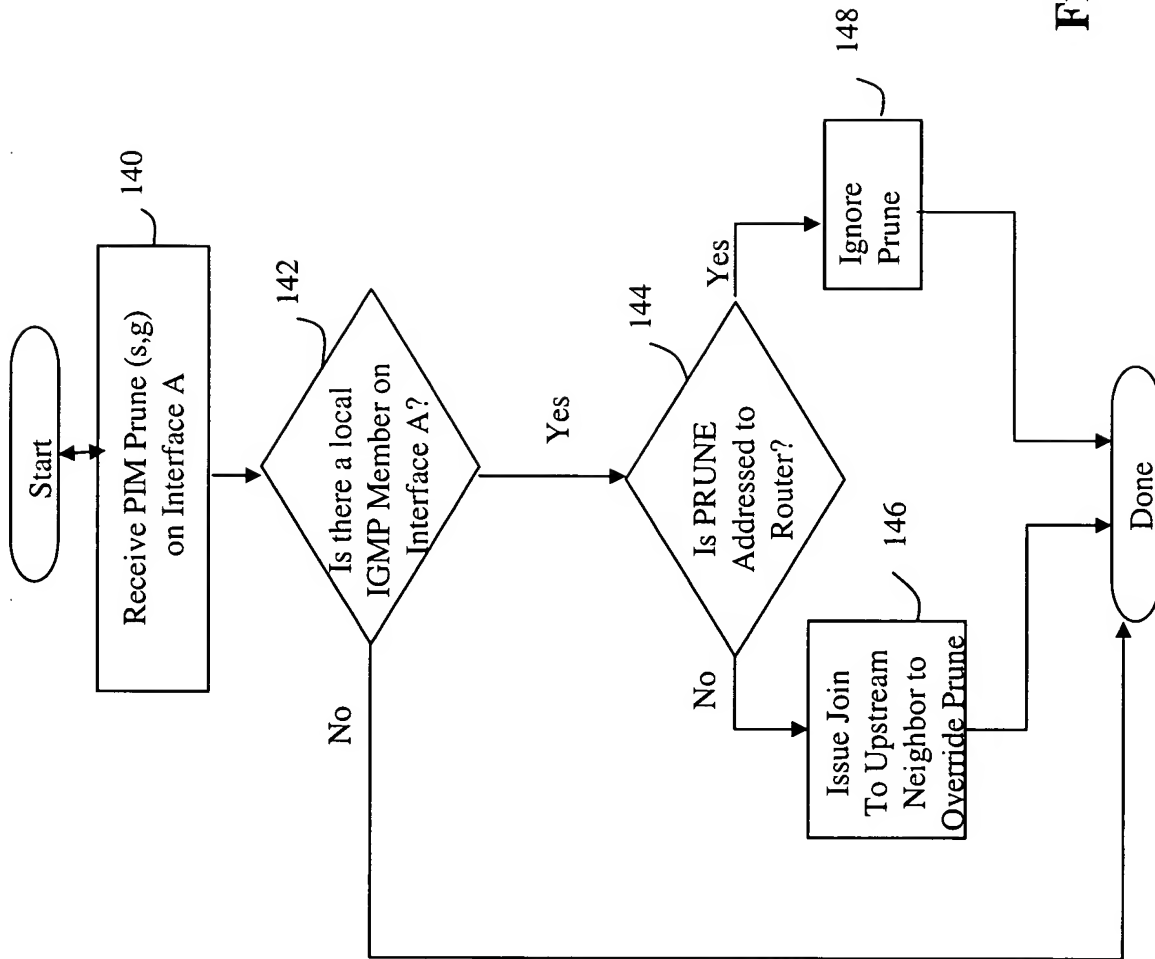 Start
140
Receive PIM Prune (s,g)
on Interface A
142
Is there a local
IGMP Member on
Interface A?
No
Yes
144
Is PRUNE
Addressed to
Router?
No
Yes
146
Issue Join
To Upstream
Neighbor to
Override Prune
148
Ignore
Prune
Done